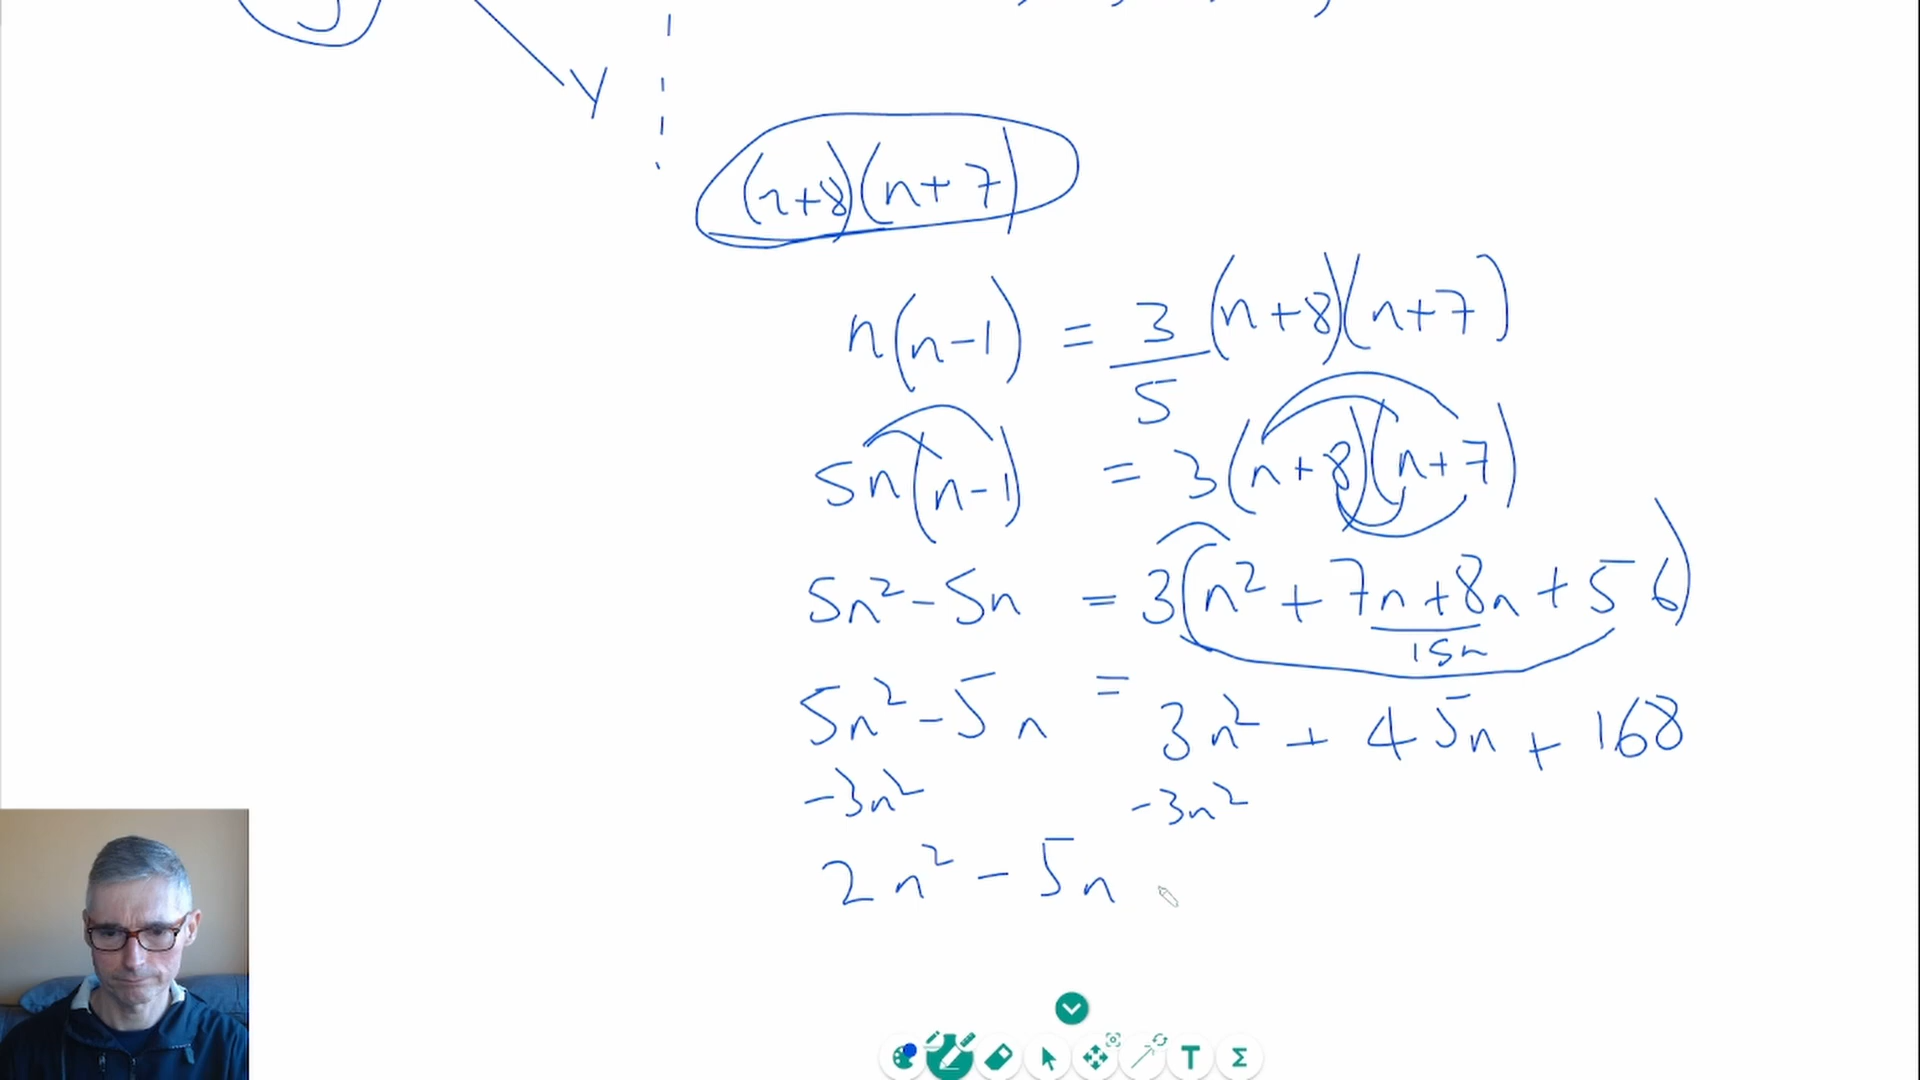 Y
(n+8)(n+7)
n(n-1) = 3/5 (n+8)(n+7)
5n(n-1) = 3(n+8)(n+7)
5n² - 5n = 3(n² + 7n + 8n + 56)
15n
5n² - 5n = 3n² + 45n + 168
-3n² -3n²
2n² - 5n
T Σ